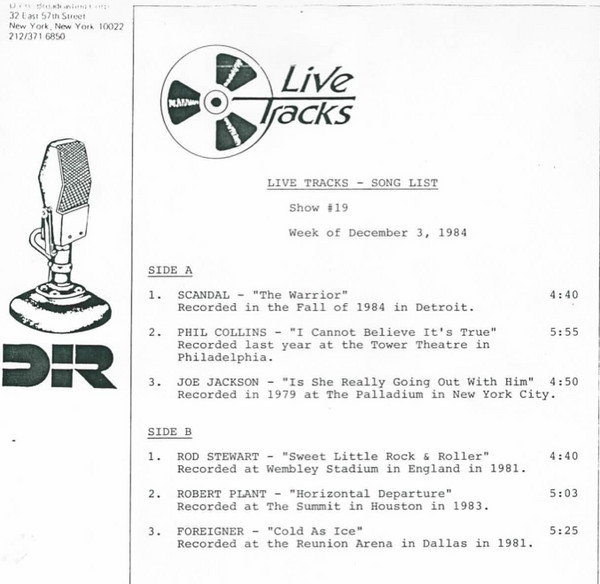 32 East 57th Street
New York, New York 10022
212/371 6850
Live
Tracks
LIVE TRACKS - SONG LIST
Show #19
Week of December 3, 1984
DIR
SIDE A
1. SCANDAL - "The Warrior" 4:40
Recorded in the Fall of 1984 in Detroit.
2. PHIL COLLINS - "I Cannot Believe It's True" 5:55
Recorded last year at the Tower Theatre in
Philadelphia.
3. JOE JACKSON - "Is She Really Going Out With Him" 4:50
Recorded in 1979 at The Palladium in New York City.
SIDE B
1. ROD STEWART - "Sweet Little Rock & Roller" 4:40
Recorded at Wembley Stadium in England in 1981.
2. ROBERT PLANT - "Horizontal Departure" 5:03
Recorded at The Summit in Houston in 1983.
3. FOREIGNER - "Cold As Ice" 5:25
Recorded at the Reunion Arena in Dallas in 1981.